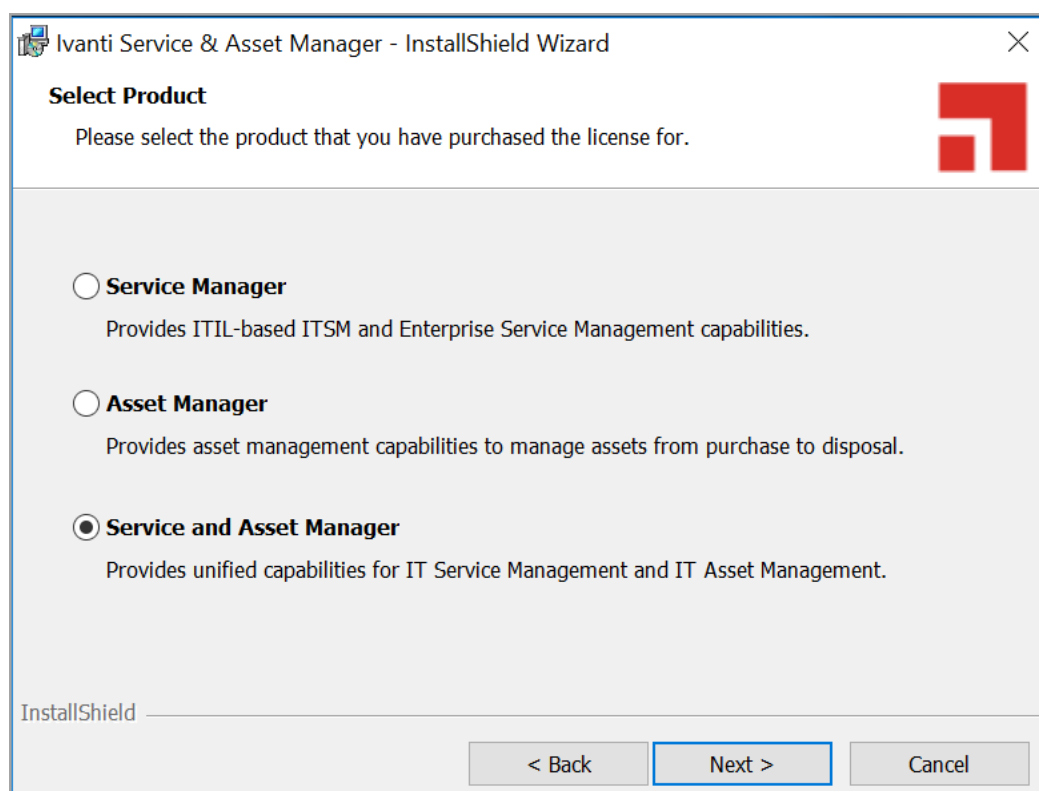 Ivanti Service & Asset Manager - InstallShield Wizard
Select Product
Please select the product that you have purchased the license for.
Service Manager
Provides ITIL-based ITSM and Enterprise Service Management capabilities.
Asset Manager
Provides asset management capabilities to manage assets from purchase to disposal.
Service and Asset Manager
Provides unified capabilities for IT Service Management and IT Asset Management.
InstallShield
< Back Next > Cancel